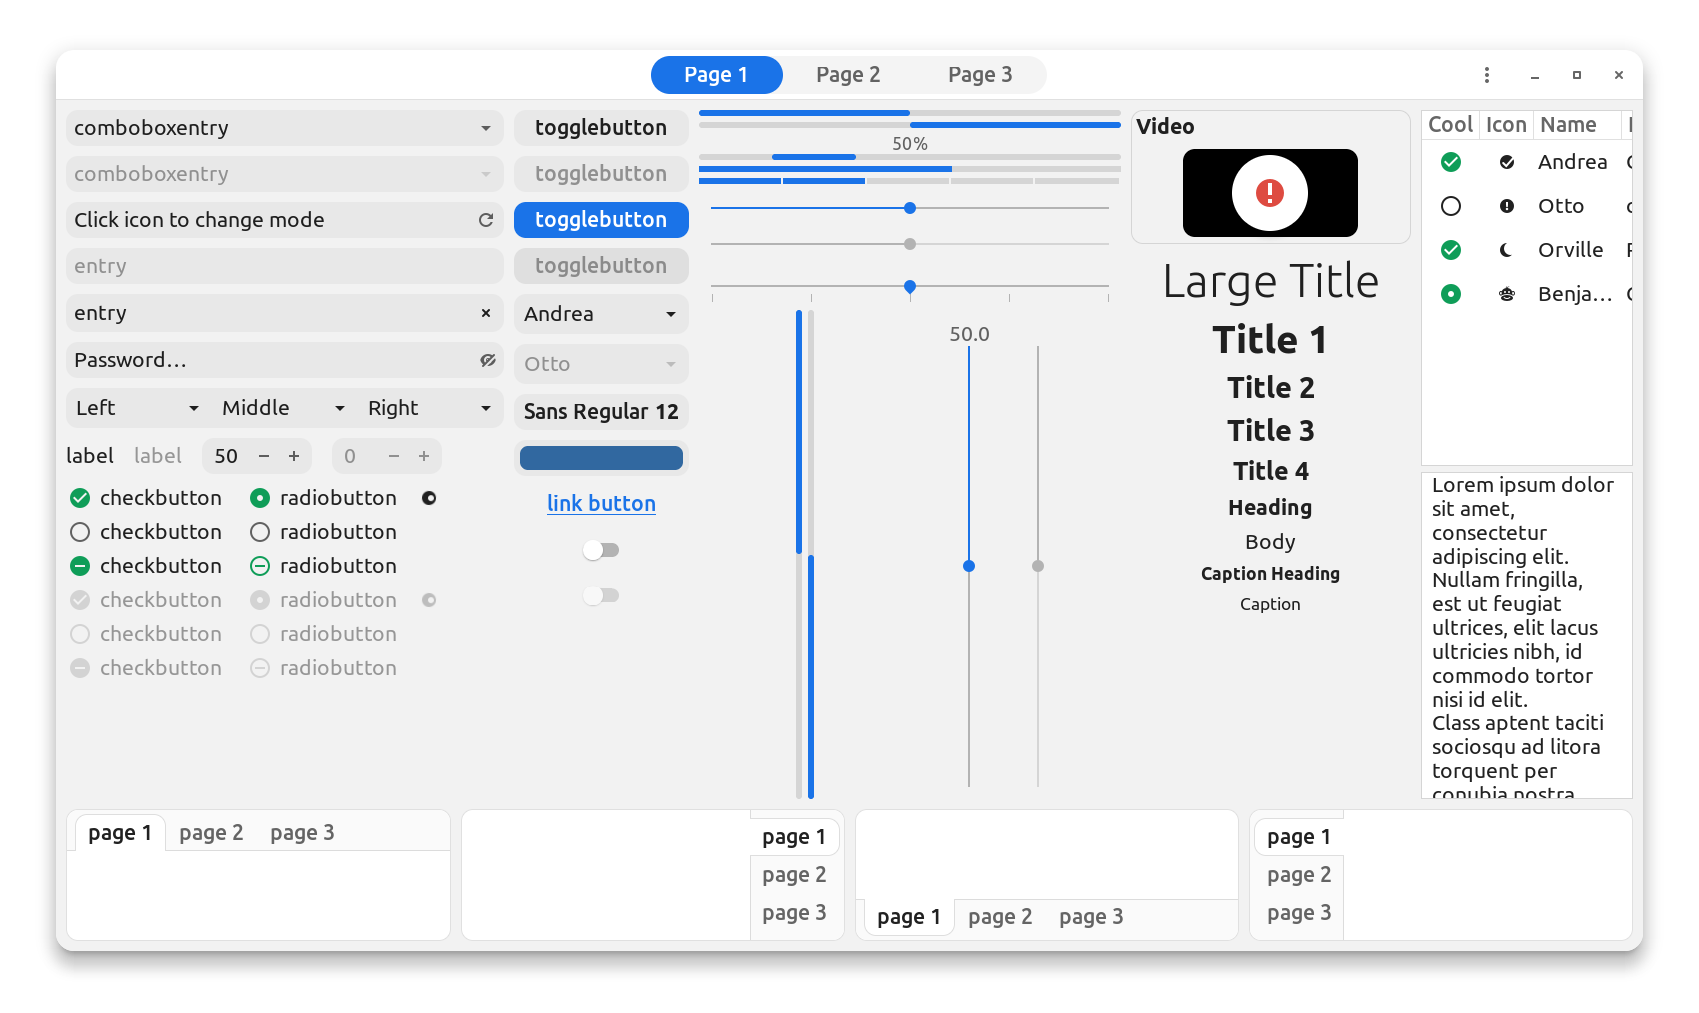 Page 1
Page 2
Page 3
comboboxentry
comboboxentry
Click icon to change mode
entry
entry
Password…
Left
Middle
Right
label
label
50
0
checkbutton
radiobutton
checkbutton
radiobutton
checkbutton
radiobutton
checkbutton
radiobutton
checkbutton
radiobutton
checkbutton
radiobutton
togglebutton
togglebutton
togglebutton
togglebutton
Andrea
Otto
Sans Regular 12
link button
50%
50.0
Video
Large Title
Title 1
Title 2
Title 3
Title 4
Heading
Body
Caption Heading
Caption
Cool Icon Name
Andrea
Otto
Orville
Benja…
Lorem ipsum dolor
sit amet,
consectetur
adipiscing elit.
Nullam fringilla,
est ut feugiat
ultrices, elit lacus
ultricies nibh, id
commodo tortor
nisi id elit.
Class aptent taciti
sociosqu ad litora
torquent per
conubia nostra
page 1
page 2
page 3
page 1
page 2
page 3
page 1
page 2
page 3
page 1
page 2
page 3